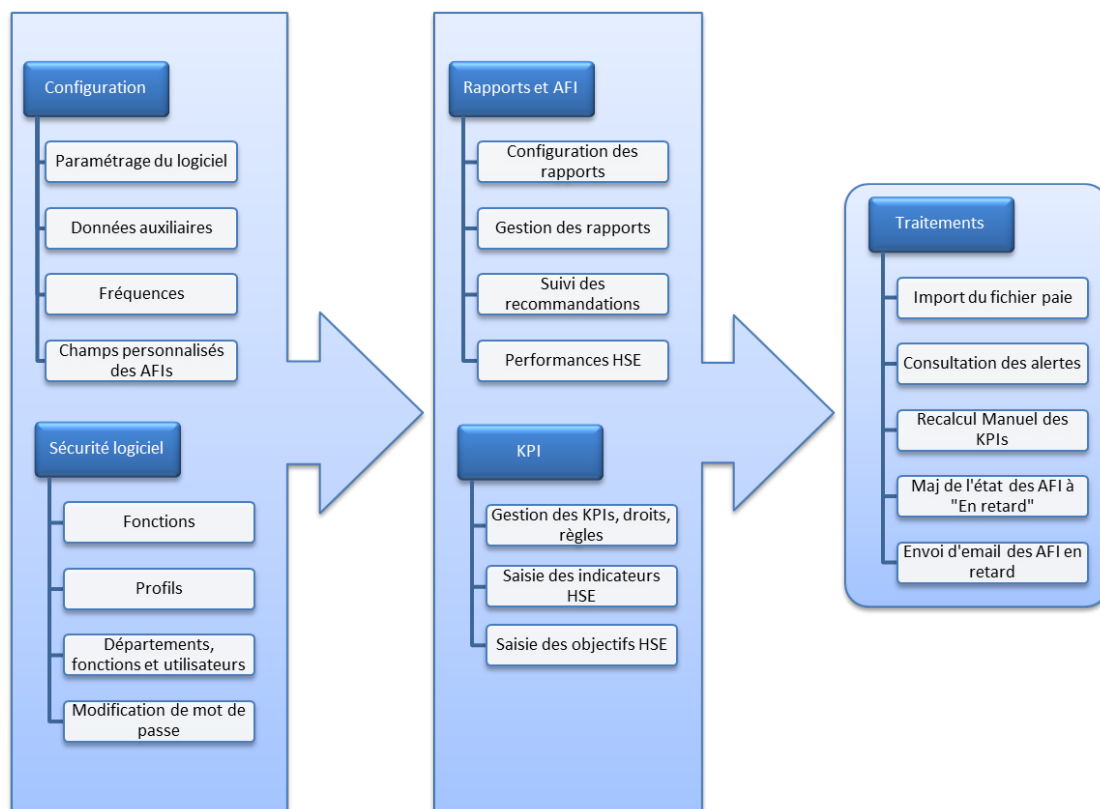 Configuration
Paramétrage du logiciel
Données auxiliaires
Fréquences
Champs personnalisés
des AFIs
Sécurité logiciel
Fonctions
Profils
Départements,
fonctions et utilisateurs
Modification de mot de
passe
Rapports et AFI
Configuration des
rapports
Gestion des rapports
Suivi des
recommandations
Performances HSE
KPI
Gestion des KPIs, droits,
règles
Saisie des indicateurs
HSE
Saisie des objectifs HSE
Traitements
Import du fichier paie
Consultation des alertes
Recalcul Manuel des
KPIs
Maj de l'état des AFI à
"En retard"
Envoi d'email des AFI en
retard